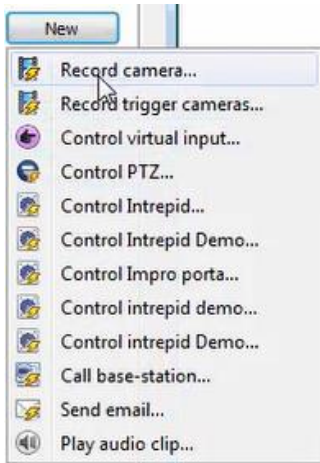 New
Record camera...
Record trigger cameras...
Control virtual input...
Control PTZ...
Control Intrepid...
Control Intrepid Demo...
Control Impro porta...
Control intrepid demo...
Control intrepid Demo...
Call base-station...
Send email...
Play audio clip...